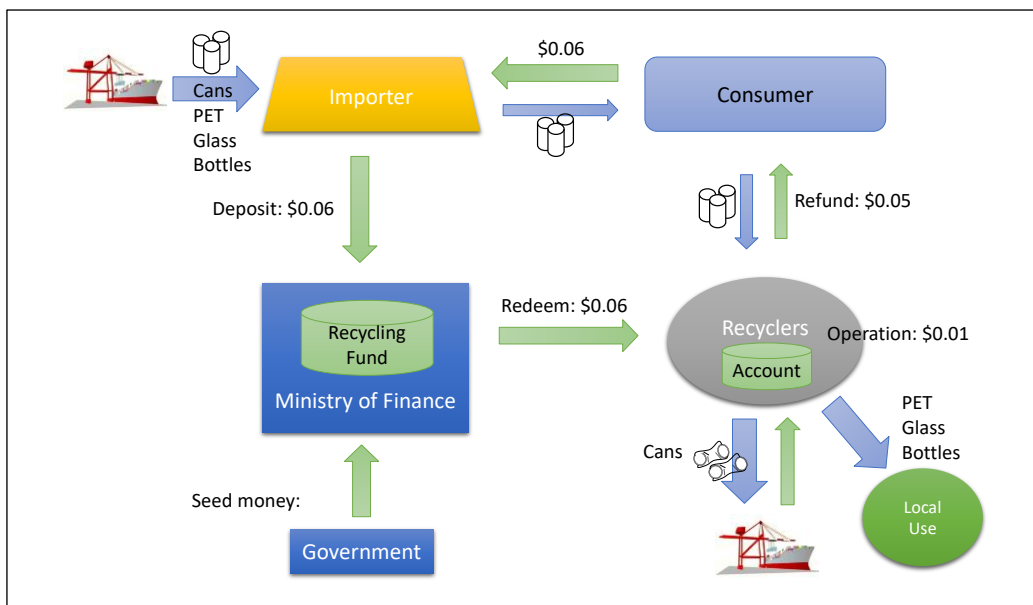 $0.06
Cans
PET
Glass
Bottles
Importer
Consumer
Deposit: $0.06
Refund: $0.05
Recycling
Fund
Ministry of Finance
Redeem: $0.06
Recyclers
Operation: $0.01
Account
Cans
PET
Glass
Bottles
Seed money:
Government
Local
Use